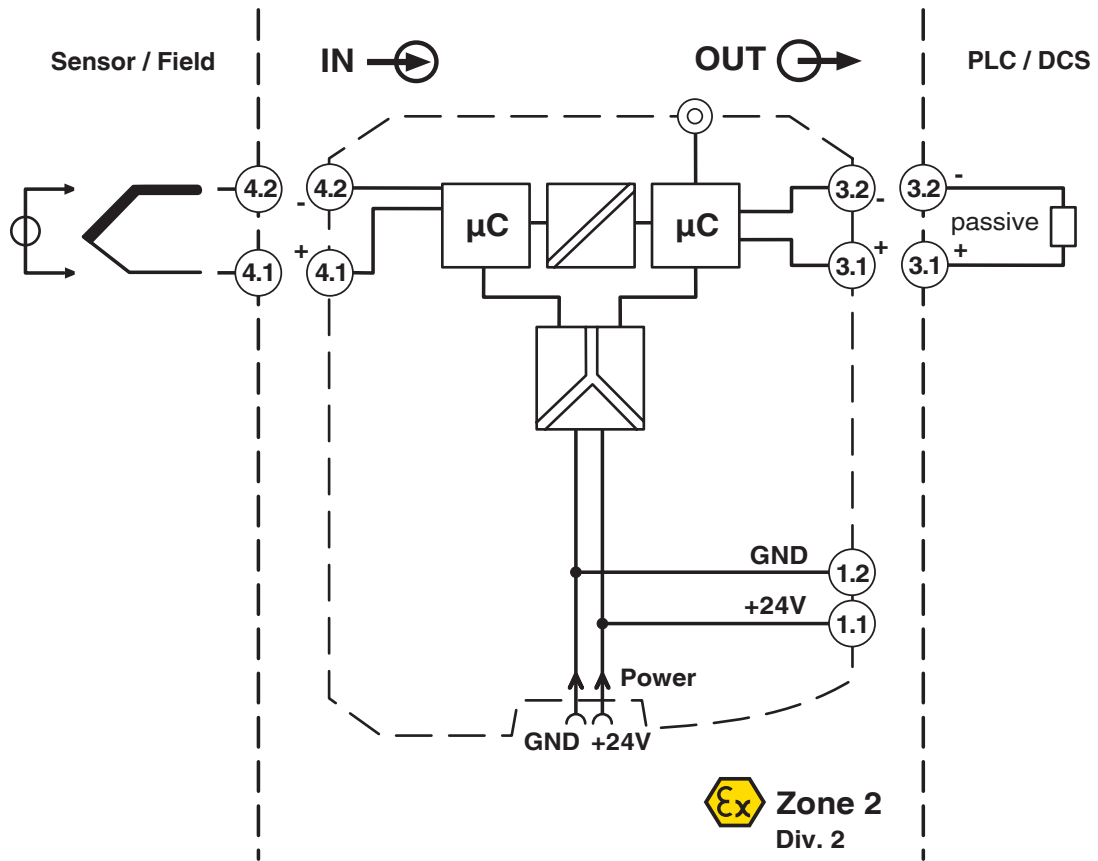 Sensor / Field
IN
OUT
PLC / DCS
4.2
4.2
-
µC
µC
3.2
-
3.2
-
passive
4.1
+
4.1
3.1
+
3.1
+
GND
1.2
+24V
1.1
Power
GND +24V
Ex Zone 2
Div. 2